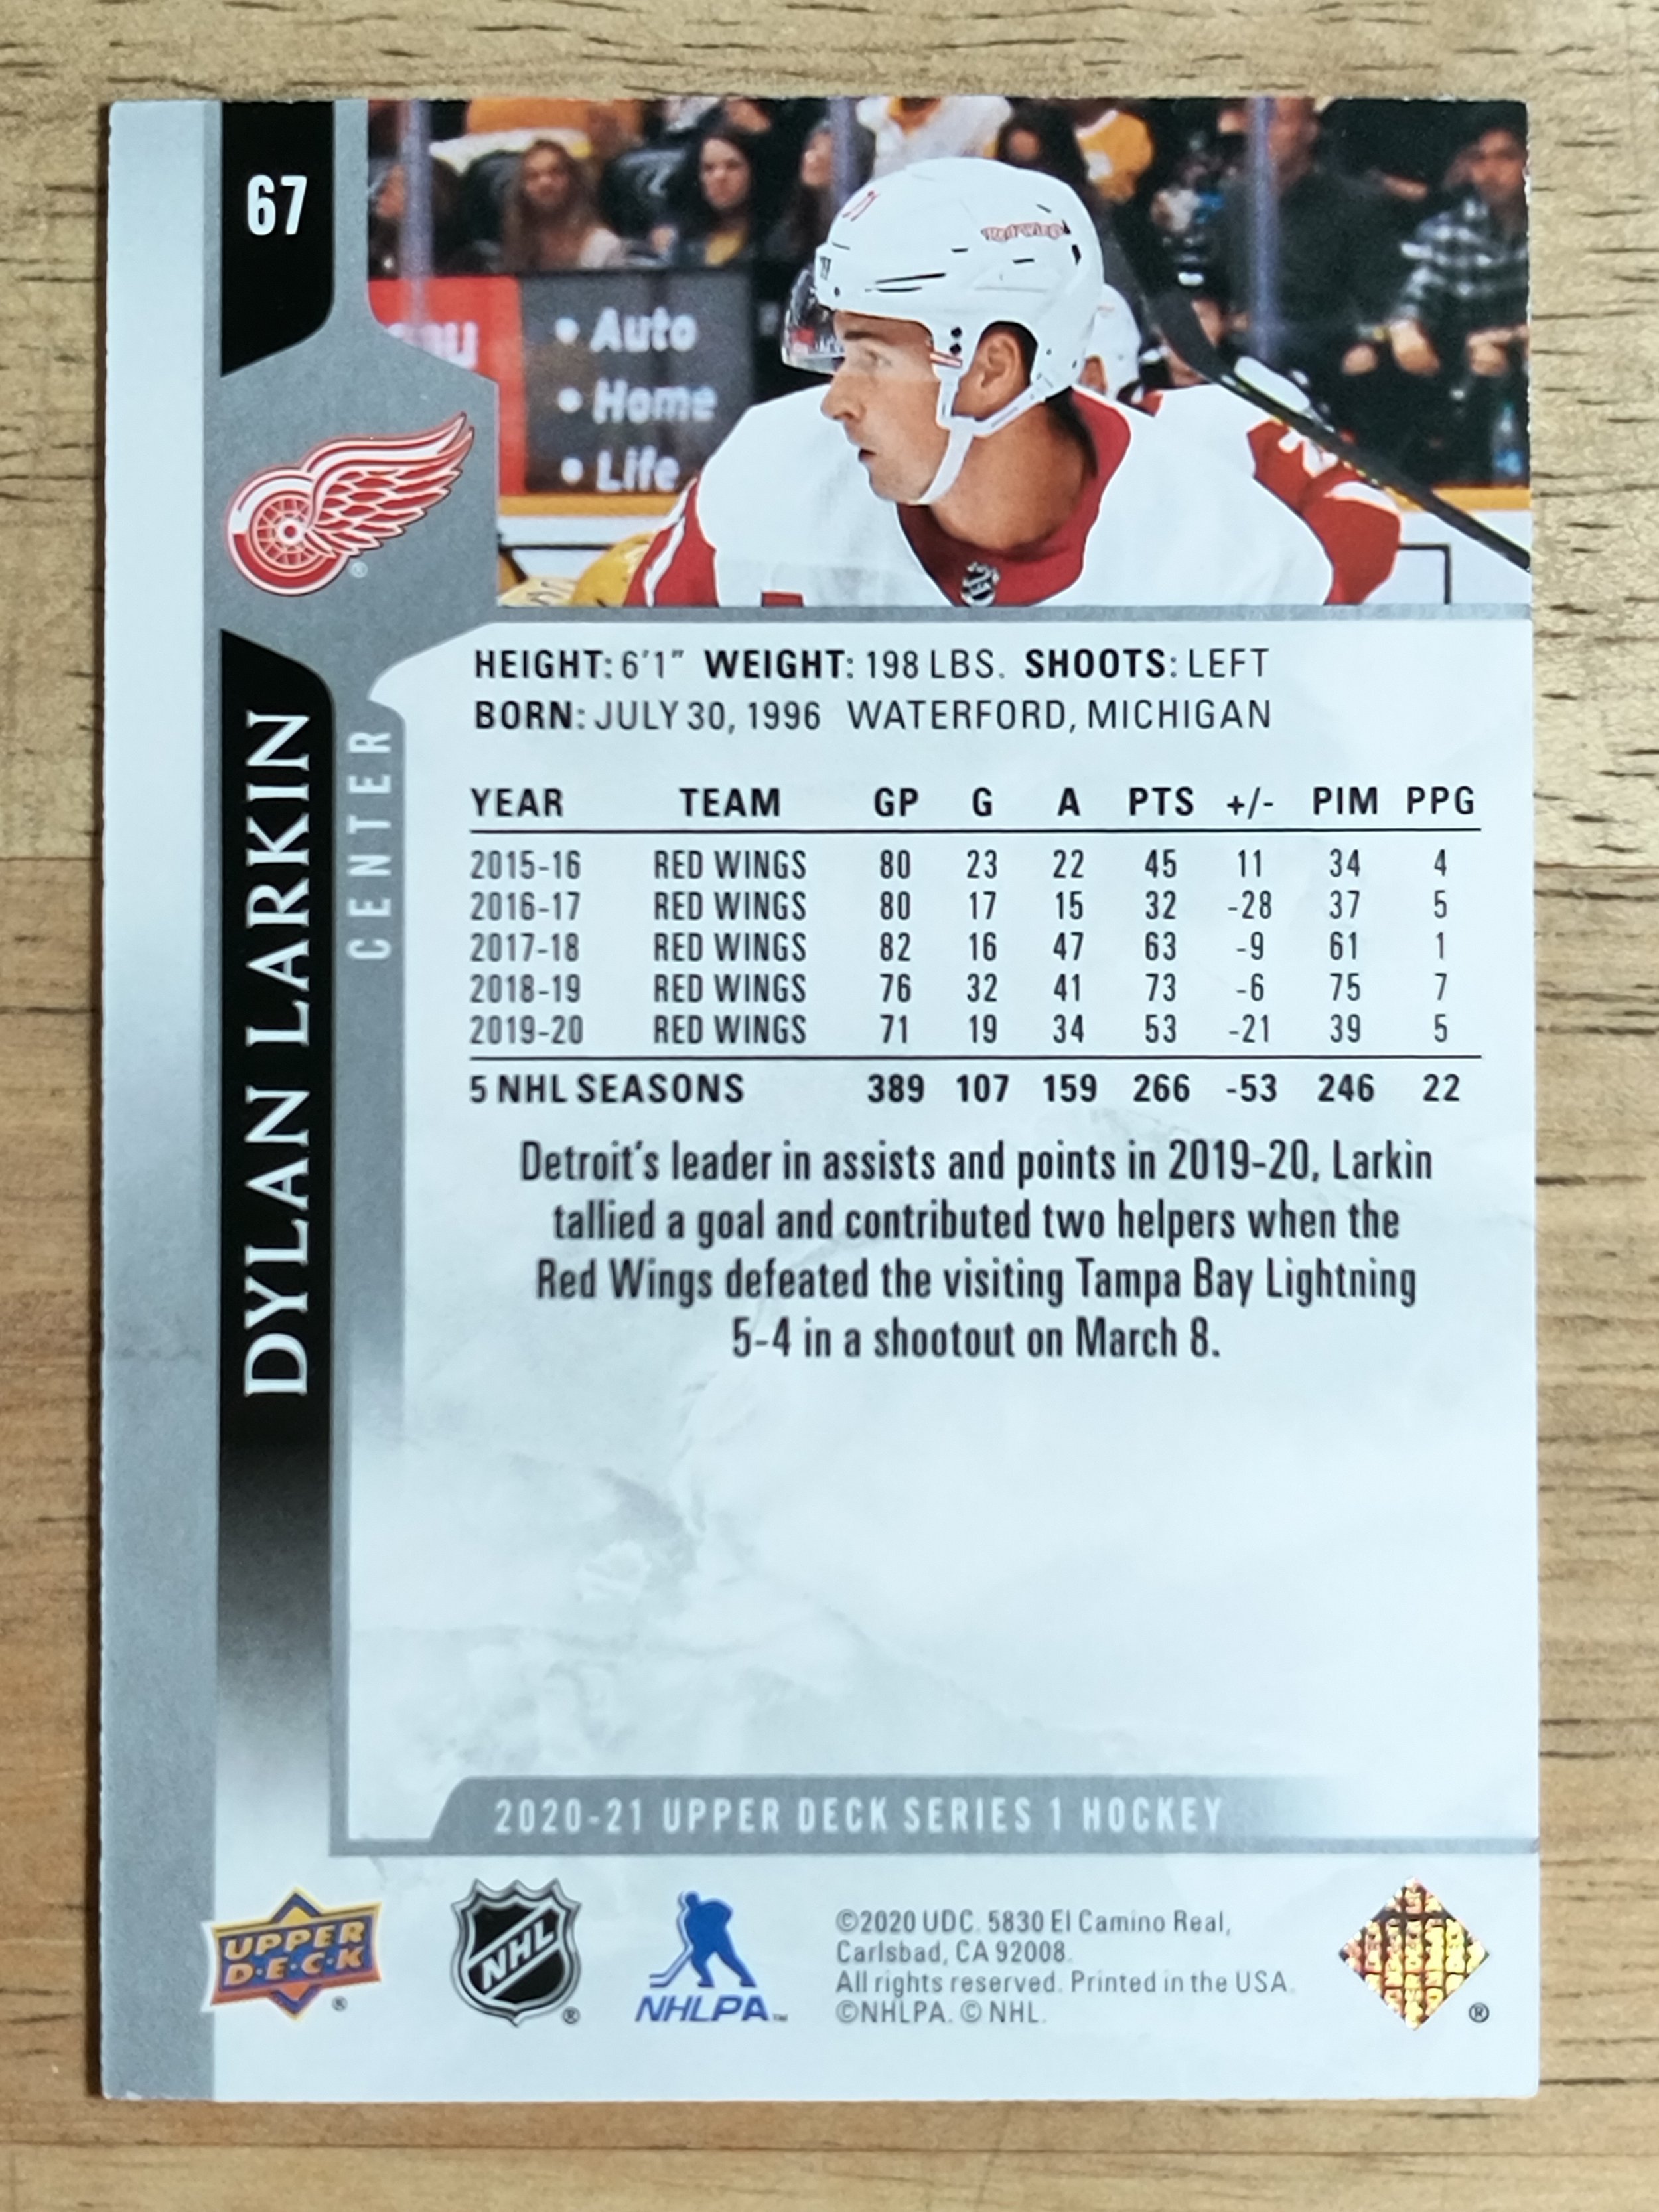 67
• Auto
• Home
• Life
Red Wings
DYLAN LARKIN
CENTER
HEIGHT: 6'1" WEIGHT: 198 LBS. SHOOTS: LEFT
BORN: JULY 30, 1996 WATERFORD, MICHIGAN
YEAR TEAM GP G A PTS +/- PIM PPG
2015-16 RED WINGS 80 23 22 45 11 34 4
2016-17 RED WINGS 80 17 15 32 -28 37 5
2017-18 RED WINGS 82 16 47 63 -9 61 1
2018-19 RED WINGS 76 32 41 73 -6 75 7
2019-20 RED WINGS 71 19 34 53 -21 39 5
5 NHL SEASONS 389 107 159 266 -53 246 22
Detroit's leader in assists and points in 2019-20, Larkin
tallied a goal and contributed two helpers when the
Red Wings defeated the visiting Tampa Bay Lightning
5-4 in a shootout on March 8.
2020-21 UPPER DECK SERIES 1 HOCKEY
UPPER
D·E·C·K
®
NHL
®
NHLPA™
©2020 UDC. 5830 El Camino Real,
Carlsbad, CA 92008.
All rights reserved. Printed in the USA.
©NHLPA. © NHL.
®